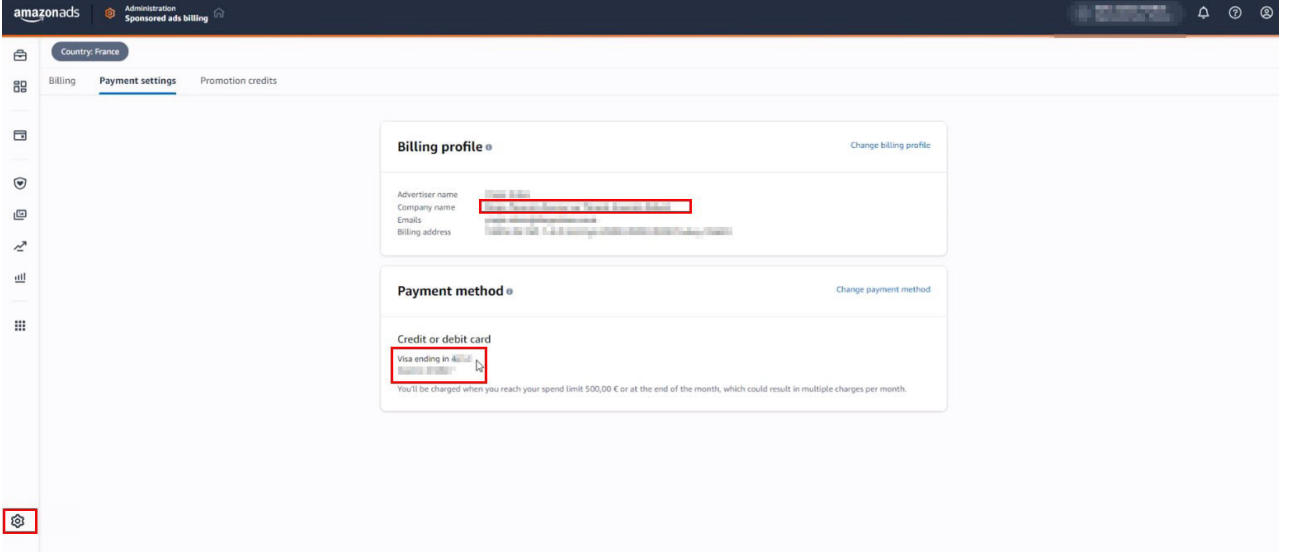 amazonads
Administration
Sponsored ads billing
Country: France
Billing Payment settings Promotion credits
Billing profile
Change billing profile
Advertiser name
Company name
Emails
Billing address
Payment method
Change payment method
Credit or debit card
Visa ending in
You'll be charged when you reach your spend limit 500,00 € or at the end of the month, which could result in multiple charges per month.